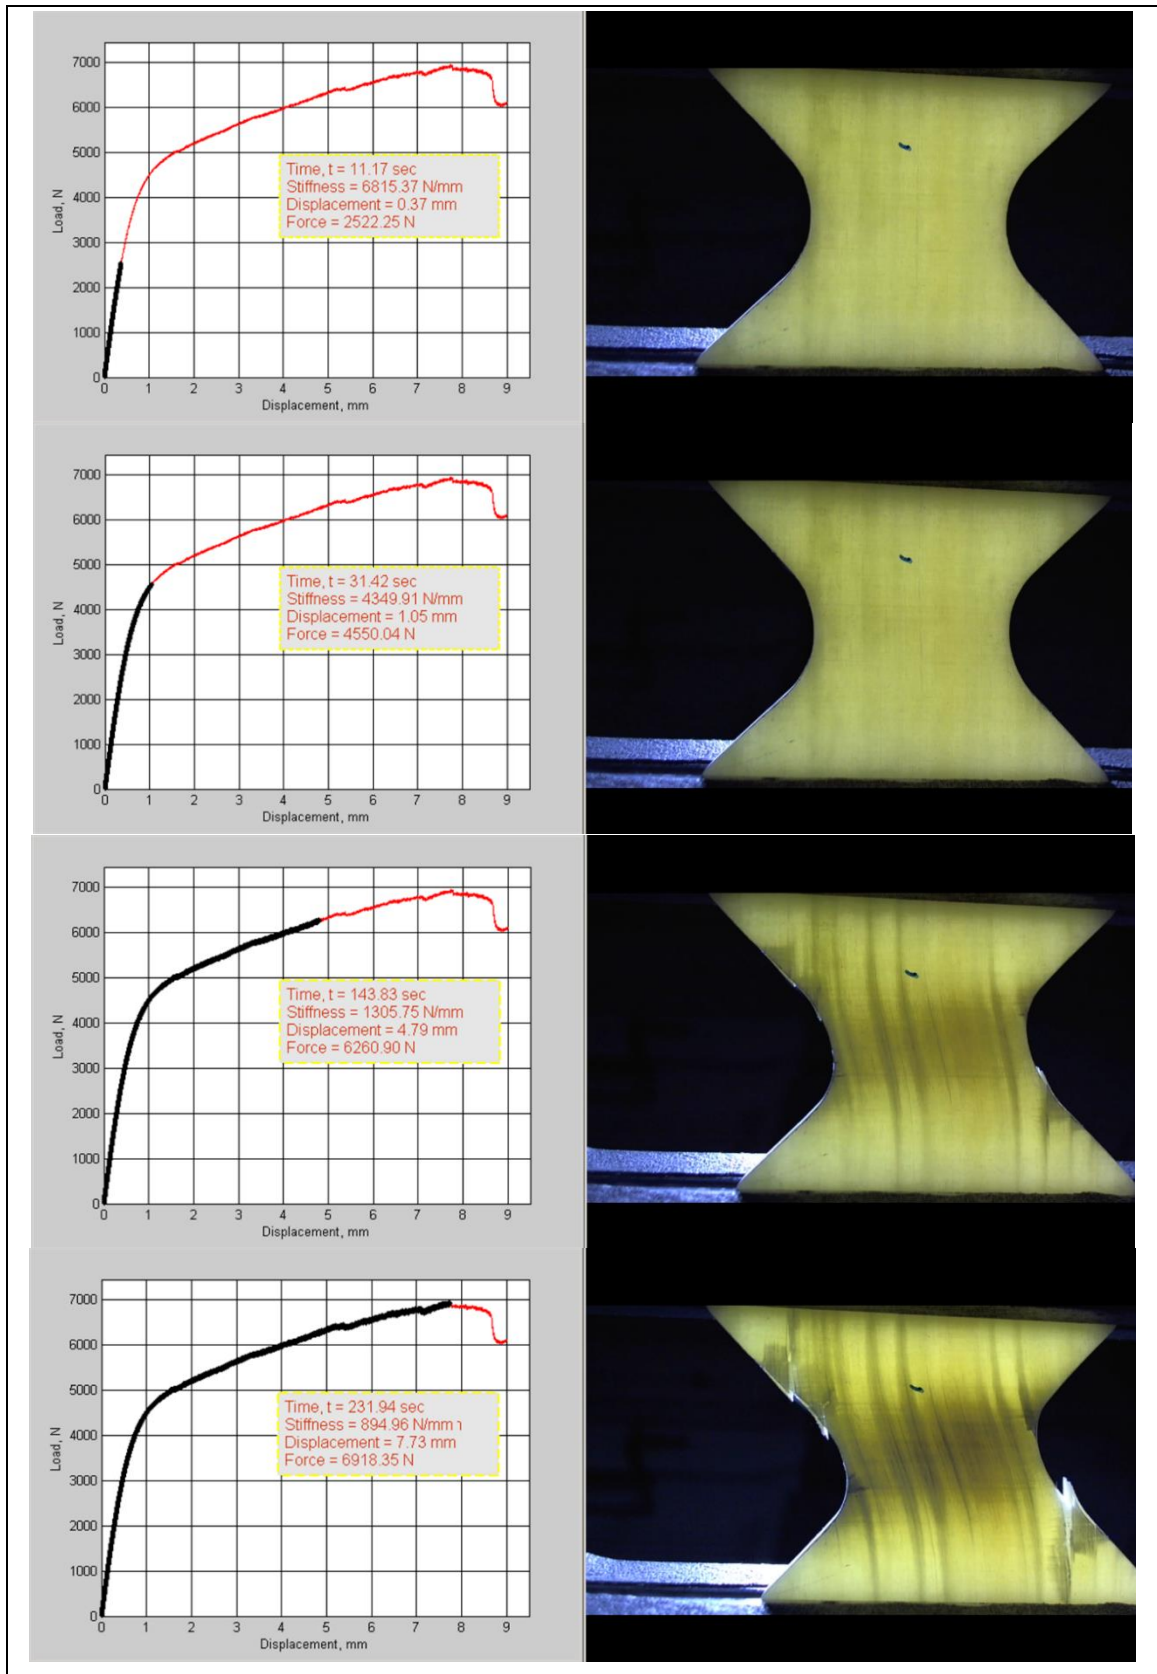 7000
6000
5000
4000
3000
2000
1000
0
Load, N
Time, t = 11.17 sec
Stiffness = 6815.37 N/mm
Displacement = 0.37 mm
Force = 2522.25 N
0 1 2 3 4 5 6 7 8 9
Displacement, mm
7000
6000
5000
4000
3000
2000
1000
0
Load, N
Time, t = 31.42 sec
Stiffness = 4349.91 N/mm
Displacement = 1.05 mm
Force = 4550.04 N
0 1 2 3 4 5 6 7 8 9
Displacement, mm
7000
6000
5000
4000
3000
2000
1000
0
Load, N
Time, t = 143.83 sec
Stiffness = 1305.75 N/mm
Displacement = 4.79 mm
Force = 6260.90 N
0 1 2 3 4 5 6 7 8 9
Displacement, mm
7000
6000
5000
4000
3000
2000
1000
0
Load, N
Time, t = 231.94 sec
Stiffness = 894.96 N/mm
Displacement = 7.73 mm
Force = 6918.35 N
0 1 2 3 4 5 6 7 8 9
Displacement, mm